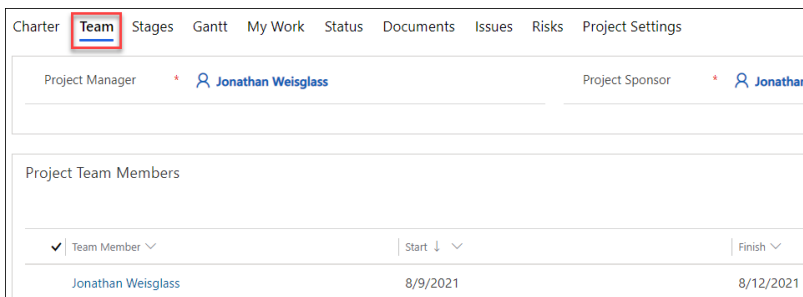 Charter Team Stages Gantt My Work Status Documents Issues Risks Project Settings
Project Manager * Jonathan Weisglass Project Sponsor * Jonathan
Project Team Members
Team Member Start ↓ Finish
Jonathan Weisglass 8/9/2021 8/12/2021